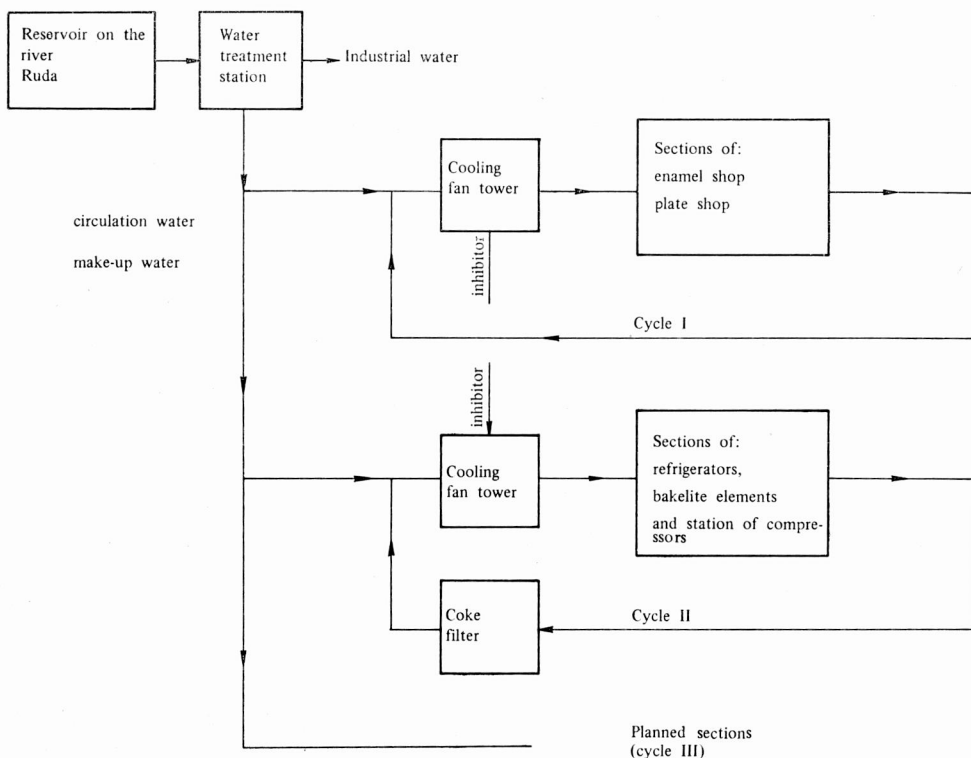 Reservoir on the
river
Ruda
Water
treatment
station
Industrial water
Cooling
fan tower
Sections of:
enamel shop
plate shop
circulation water
make-up water
inhibitor
Cycle I
inhibitor
Cooling
fan tower
Sections of:
refrigerators,
bakelite elements
and station of compre-
ssors
Coke
filter
Cycle II
Planned sections
(cycle III)